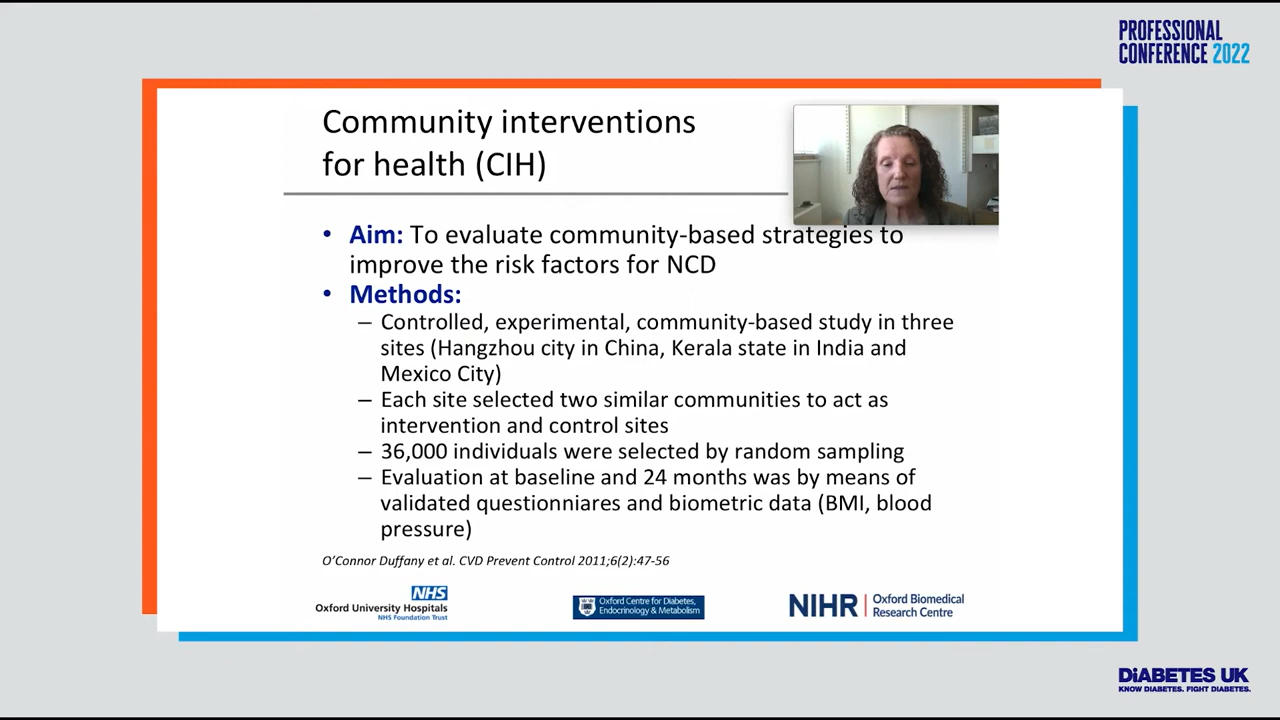 PROFESSIONAL
CONFERENCE 2022
Community interventions
for health (CIH)
• Aim: To evaluate community-based strategies to
improve the risk factors for NCD
• Methods:
– Controlled, experimental, community-based study in three
sites (Hangzhou city in China, Kerala state in India and
Mexico City)
– Each site selected two similar communities to act as
intervention and control sites
– 36,000 individuals were selected by random sampling
– Evaluation at baseline and 24 months was by means of
validated questionniares and biometric data (BMI, blood
pressure)
O’Connor Duffany et al. CVD Prevent Control 2011;6(2):47-56
NHS
Oxford University Hospitals
NHS Foundation Trust
Oxford Centre for Diabetes,
Endocrinology & Metabolism
NIHR | Oxford Biomedical
Research Centre
DiABETES UK
KNOW DIABETES. FIGHT DIABETES.